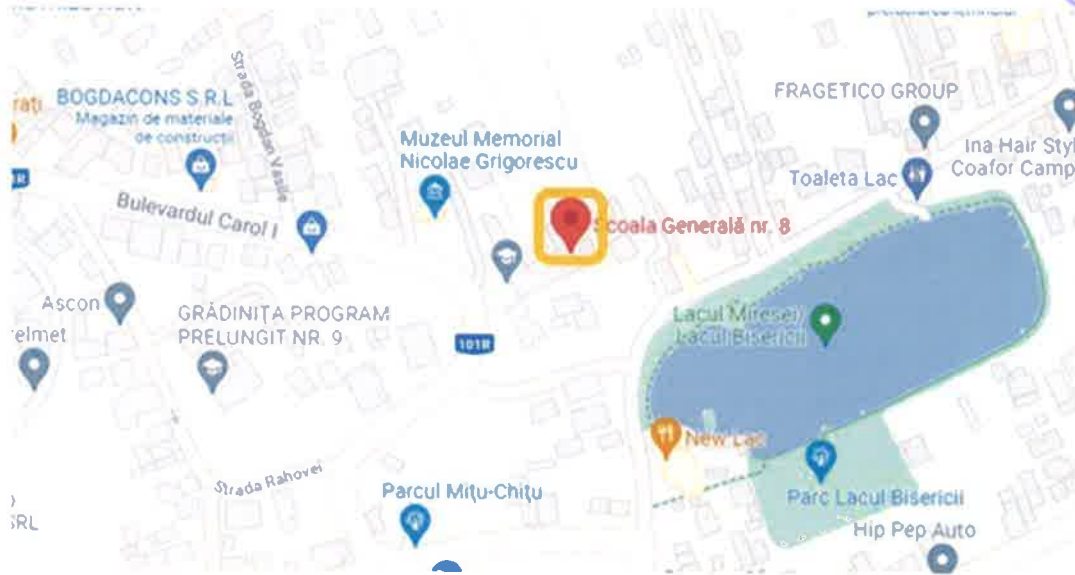 FRAGETICO GROUP
BOGDACONS S.R.L
Magazin de materiale
de construcții
Strada Bogdan Vasile
Muzeul Memorial
Nicolae Grigorescu
Ina Hair Styl
Coafor Camp
Toaleta Lac
Bulevardul Carol I
Școala Generală nr. 8
Ascon
GRĂDINIȚA PROGRAM
PRELUNGIT NR. 9
Lacul Miresei/
Lacul Bisericii
elmet
101R
New Lac
Strada Rahovei
Parcul Mițu-Chițu
Parc Lacul Bisericii
SRL
Hip Pep Auto